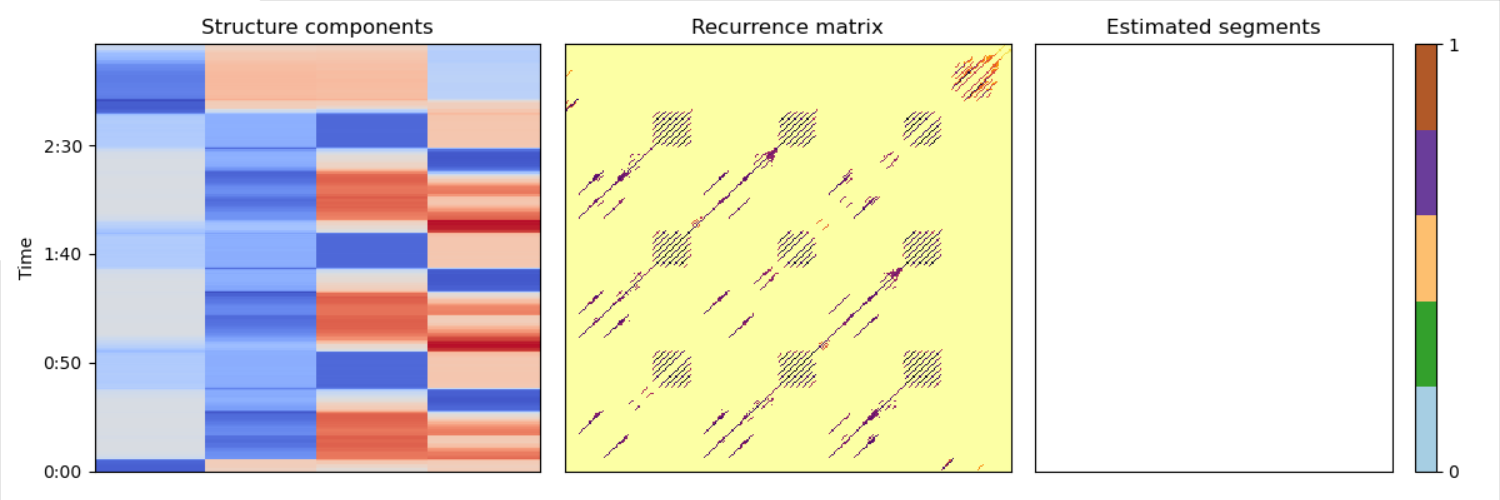 Structure components
Recurrence matrix
Estimated segments
1
2:30
1:40
Time
0:50
0:00
0